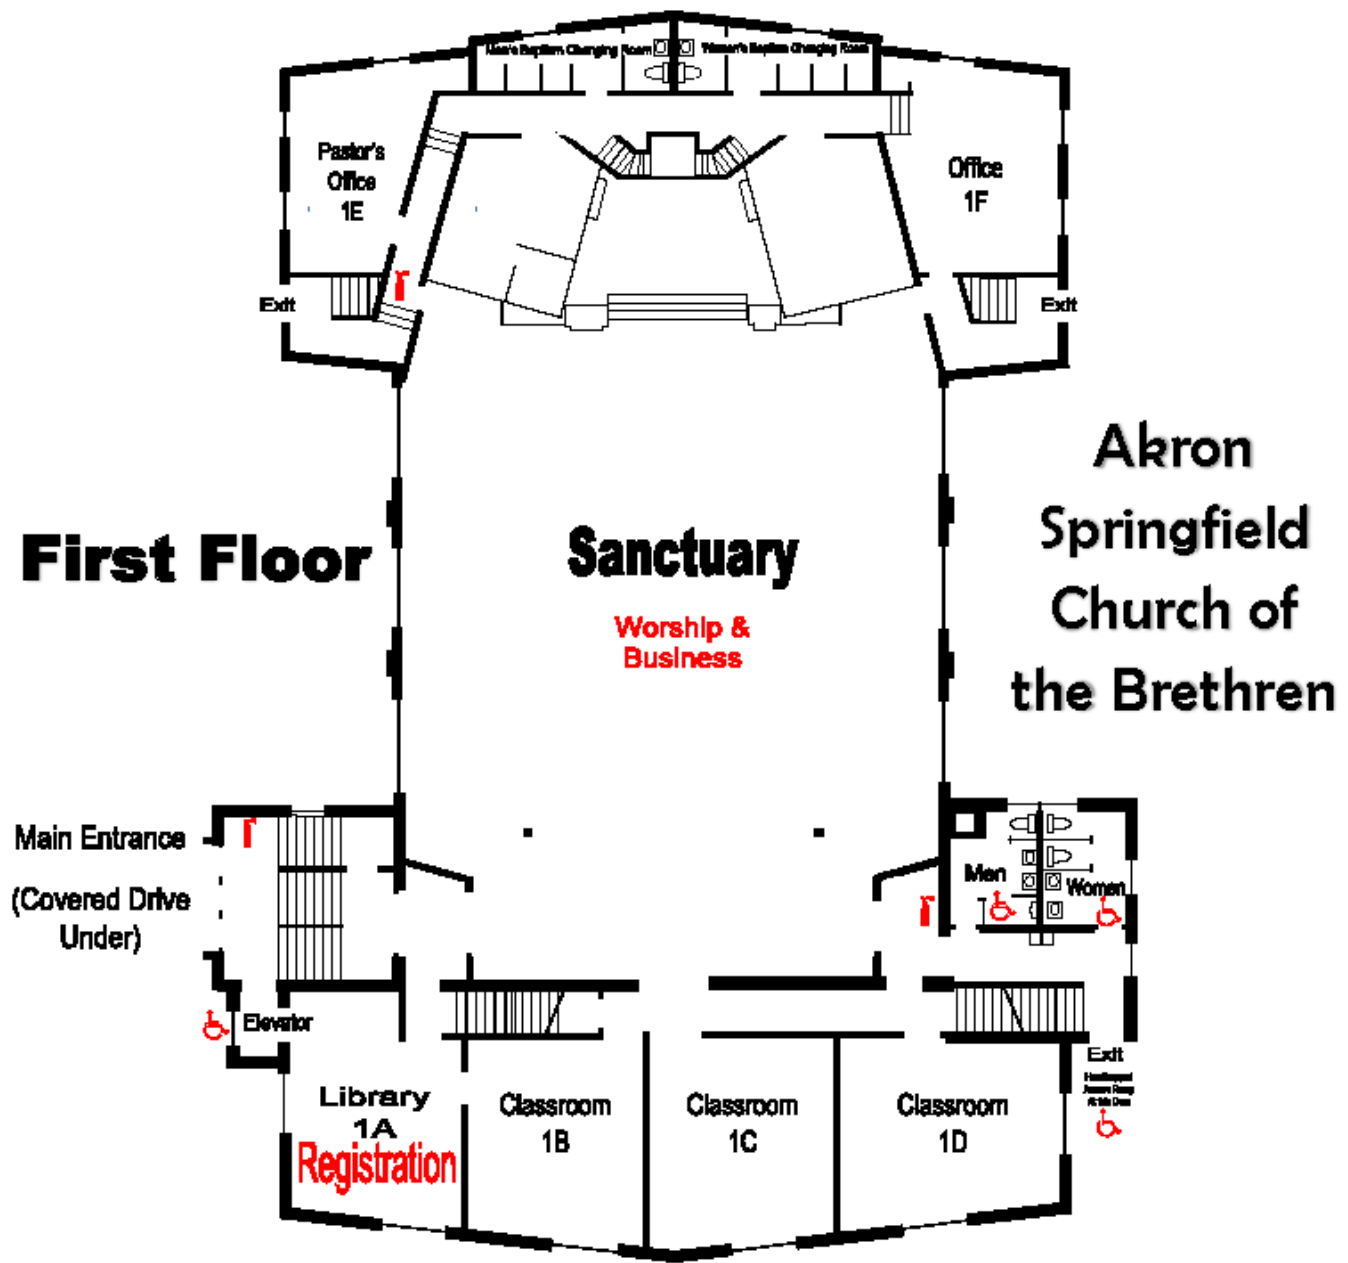 Men's Baptism Changing Room
Women's Baptism Changing Room
Pastor's
Office
1E
Office
1F
Exit
Exit
Akron
Springfield
Church of
the Brethren
First Floor
Sanctuary
Worship &
Business
Main Entrance
(Covered Drive
Under)
Men
Women
Elevator
Exit
Library
1A
Registration
Classroom
1B
Classroom
1C
Classroom
1D